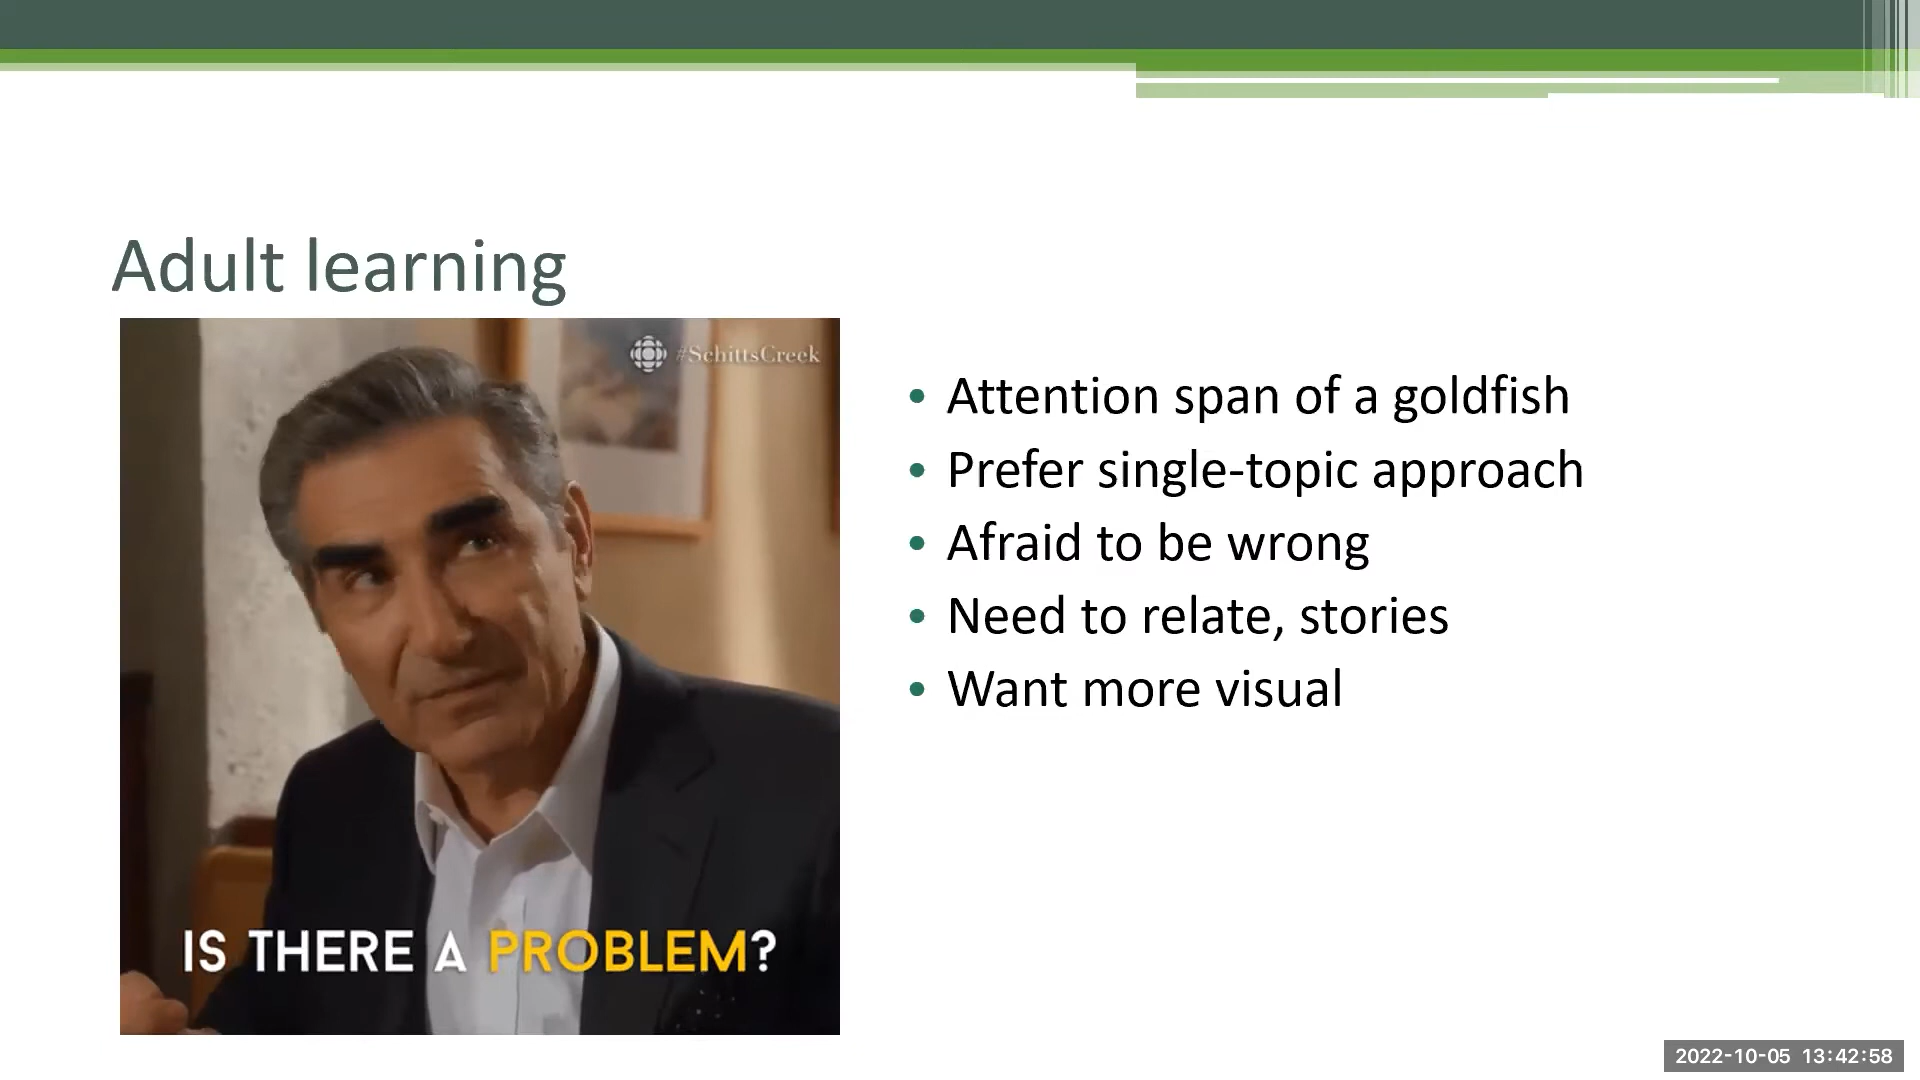 Adult learning
#SchittsCreek
IS THERE A PROBLEM?
• Attention span of a goldfish
• Prefer single-topic approach
• Afraid to be wrong
• Need to relate, stories
• Want more visual
2022-10-05 13:42:58